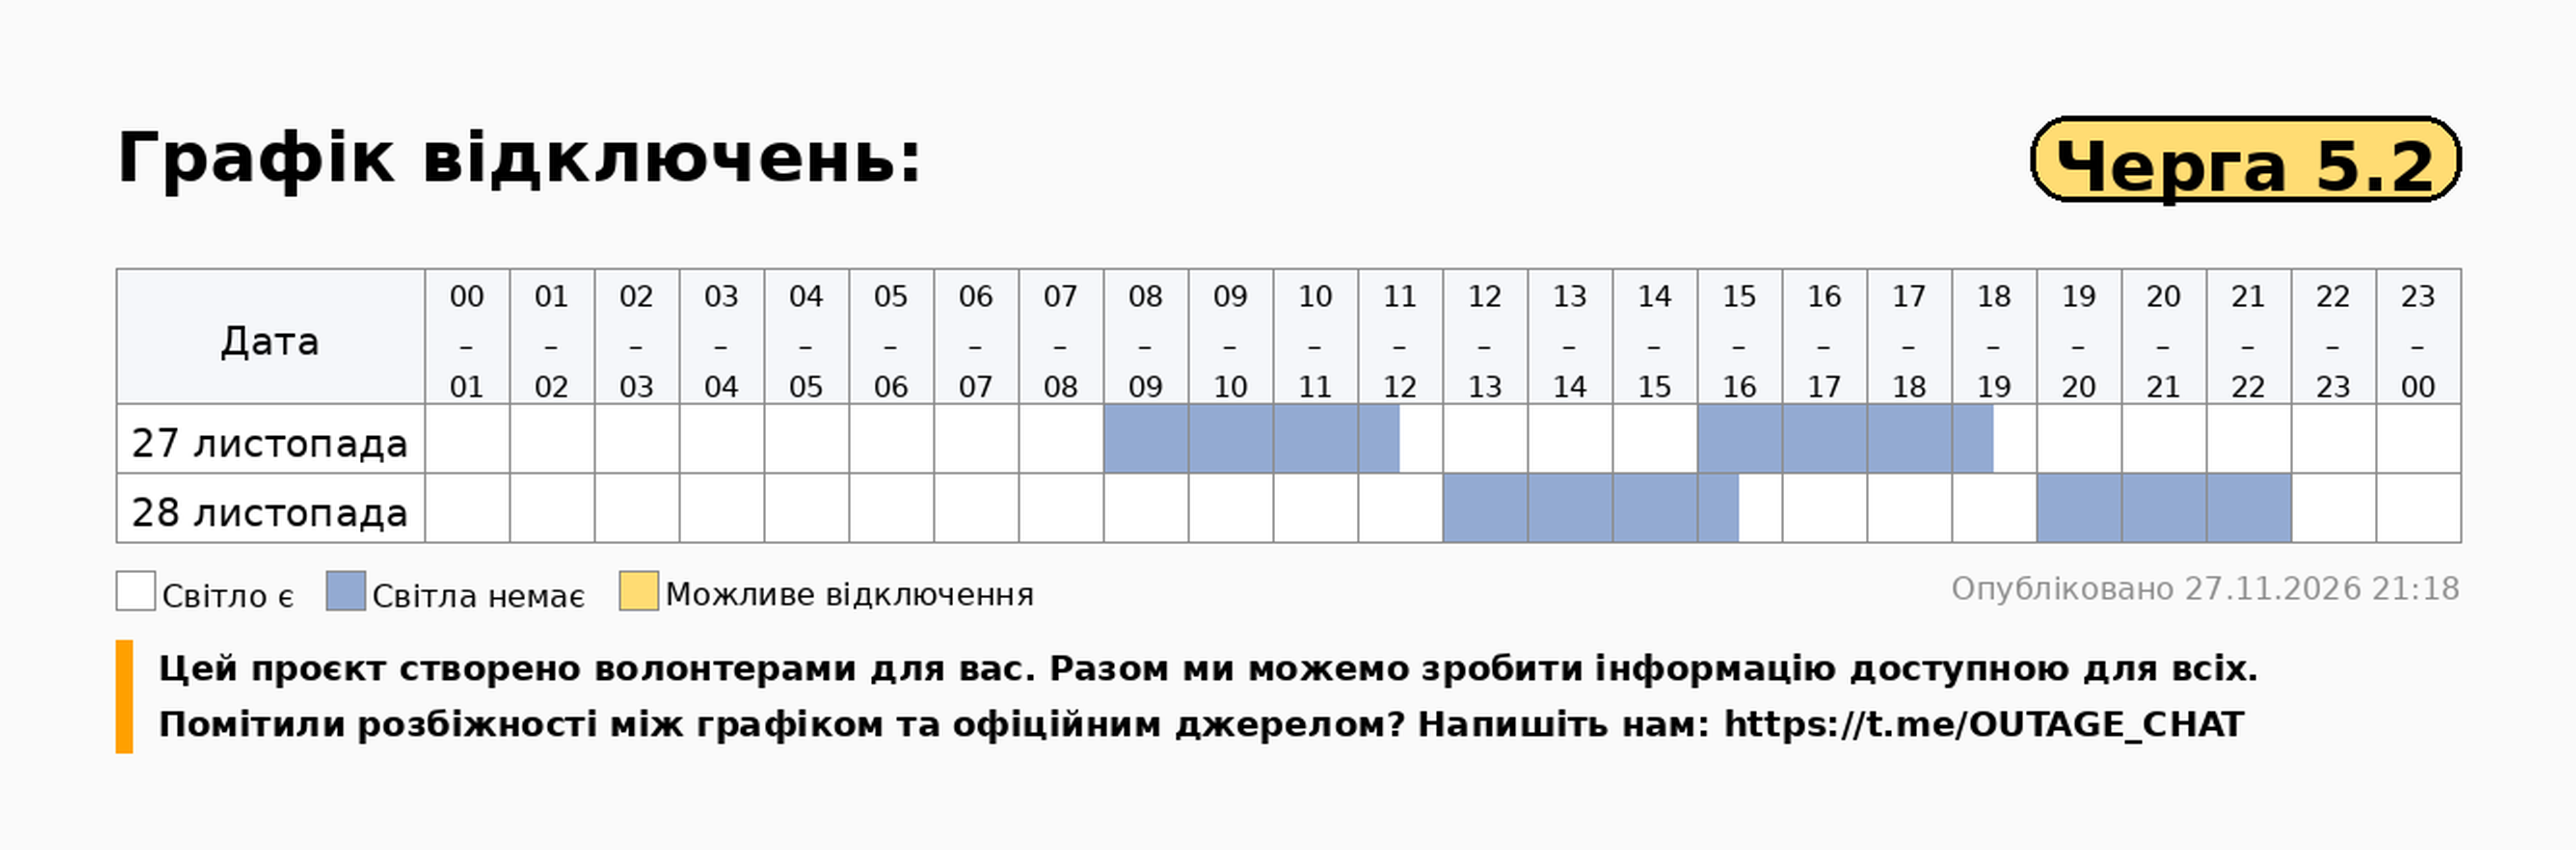 Графік відключень:
Черга 5.2
Дата 00 – 01 01 – 02 02 – 03 03 – 04 04 – 05 05 – 06 06 – 07 07 – 08 08 – 09 09 – 10 10 – 11 11 – 12 12 – 13 13 – 14 14 – 15 15 – 16 16 – 17 17 – 18 18 – 19 19 – 20 20 – 21 21 – 22 22 – 23 23 – 00
27 листопада
28 листопада
Світло є Світла немає Можливе відключення
Опубліковано 27.11.2026 21:18
Цей проєкт створено волонтерами для вас. Разом ми можемо зробити інформацію доступною для всіх.
Помітили розбіжності між графіком та офіційним джерелом? Напишіть нам: https://t.me/OUTAGE_CHAT